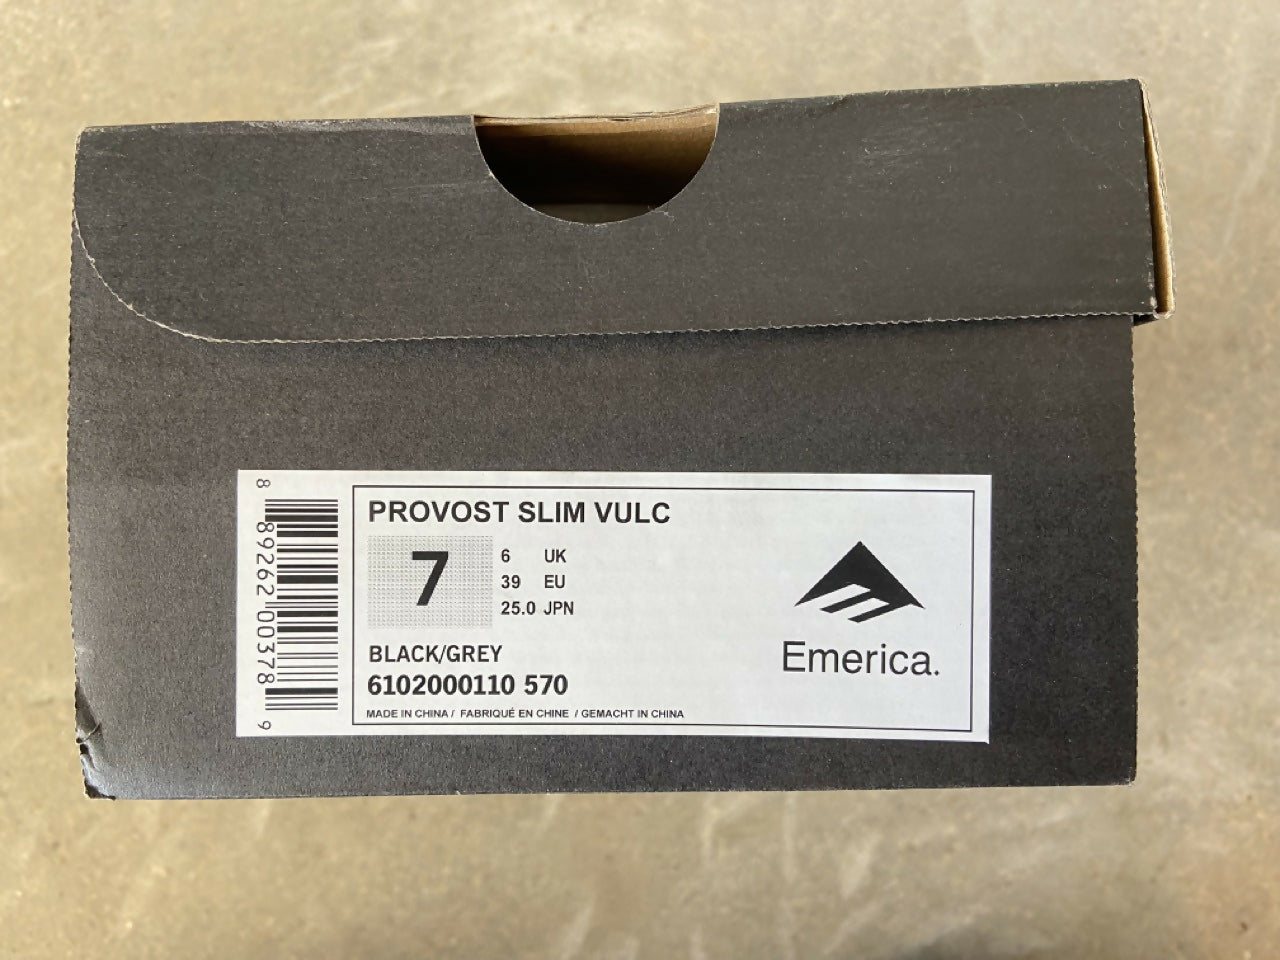 8 89262 00378 9
PROVOST SLIM VULC
7
6 UK
39 EU
25.0 JPN
BLACK/GREY
6102000110 570
MADE IN CHINA / FABRIQUÉ EN CHINE / GEMACHT IN CHINA
Emerica.